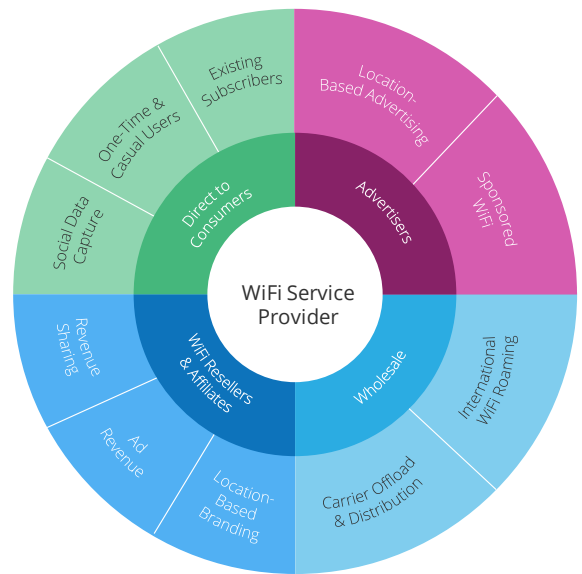 Existing
Subscribers
One-Time &
Casual Users
Social Data
Capture
Direct to
Consumers
Location-
Based Advertising
Sponsored
WiFi
Advertisers
WiFi Service
Provider
Revenue
Sharing
Ad
Revenue
Location-
Based
Branding
WiFi Resellers
& Affiliates
Wholesale
International
WiFi Roaming
Carrier Offload
& Distribution